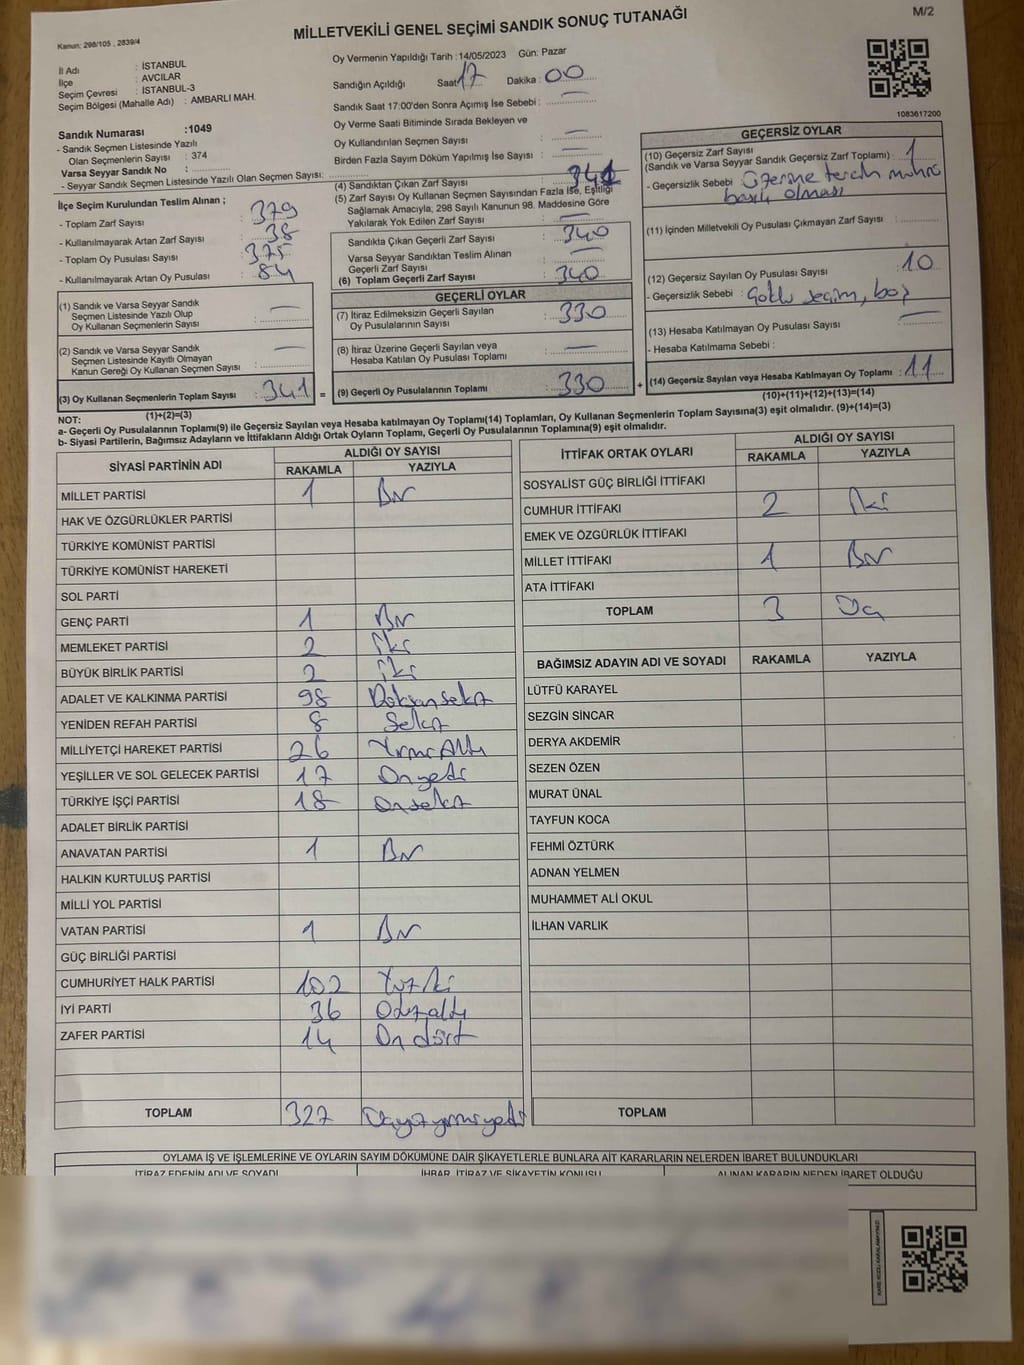 MİLLETVEKİLİ GENEL SEÇİMİ SANDIK SONUÇ TUTANAĞI
M/2
Kanun: 298/105 , 2839/4
İl Adı : İSTANBUL
İlçe : AVCILAR
Seçim Çevresi : İSTANBUL-3
Seçim Bölgesi (Mahalle Adı) : AMBARLI MAH.
Oy Vermenin Yapıldığı Tarih : 14/05/2023 Gün: Pazar
Sandığın Açıldığı Saat: 17 Dakika : 00
Sandık Saat 17:00'den Sonra Açmış İse Sebebi : —
Oy Verme Saati Bitiminde Sırada Bekleyen ve
Oy Kullandırılan Seçmen Sayısı : —
Birden Fazla Sayım Döküm Yapılmış İse Sayısı : —
1083617200
Sandık Numarası :1049
- Sandık Seçmen Listesinde Yazılı
Olan Seçmenlerin Sayısı : 374
Varsa Seyyar Sandık No :
- Seyyar Sandık Seçmen Listesinde Yazılı Olan Seçmen Sayısı:
İlçe Seçim Kurulundan Teslim Alınan ;
- Toplam Zarf Sayısı : 379
- Kullanılmayarak Artan Zarf Sayısı : 38
- Toplam Oy Pusulası Sayısı : 375
- Kullanılmayarak Artan Oy Pusulası : 84
(1) Sandık ve Varsa Seyyar Sandık
Seçmen Listesinde Yazılı Olup
Oy Kullanan Seçmenlerin Sayısı : —
(2) Sandık ve Varsa Seyyar Sandık
Seçmen Listesinde Kayıtlı Olmayan
Kanun Gereği Oy Kullanan Seçmen Sayısı : —
(3) Oy Kullanan Seçmenlerin Toplam Sayısı : 341
(1)+(2)=(3)
(4) Sandıktan Çıkan Zarf Sayısı : 341
(5) Zarf Sayısı Oy Kullanan Seçmen Sayısından Fazla İse, Eşitliği
Sağlamak Amacıyla, 298 Sayılı Kanunun 98. Maddesine Göre
Yakılarak Yok Edilen Zarf Sayısı : —
Sandıkta Çıkan Geçerli Zarf Sayısı : 340
Varsa Seyyar Sandıktan Teslim Alınan
Geçerli Zarf Sayısı : —
(6) Toplam Geçerli Zarf Sayısı : 340
GEÇERLİ OYLAR
(7) İtiraz Edilmeksizin Geçerli Sayılan
Oy Pusulalarının Sayısı : 330
(8) İtiraz Üzerine Geçerli Sayılan veya
Hesaba Katılan Oy Pusulası Toplamı : —
= (9) Geçerli Oy Pusulalarının Toplamı : 330
GEÇERSİZ OYLAR
(10) Geçersiz Zarf Sayısı
(Sandık ve Varsa Seyyar Sandık Geçersiz Zarf Toplamı) : 1
- Geçersizlik Sebebi : Üzerine tercih mührü
basılı olması
(11) İçinden Milletvekili Oy Pusulası Çıkmayan Zarf Sayısı :
(12) Geçersiz Sayılan Oy Pusulası Sayısı : 10
- Geçersizlik Sebebi : Çoklu seçim, boş
(13) Hesaba Katılmayan Oy Pusulası Sayısı : —
- Hesaba Katılmama Sebebi :
+ (14) Geçersiz Sayılan veya Hesaba Katılmayan Oy Toplamı : 11
(10)+(11)+(12)+(13)=(14)
NOT:
a- Geçerli Oy Pusulalarının Toplamı(9) ile Geçersiz Sayılan veya Hesaba katılmayan Oy Toplamı(14) Toplamları, Oy Kullanan Seçmenlerin Toplam Sayısına(3) eşit olmalıdır. (9)+(14)=(3)
b- Siyasi Partilerin, Bağımsız Adayların ve İttifakların Aldığı Ortak Oyların Toplamı, Geçerli Oy Pusulalarının Toplamına(9) eşit olmalıdır.
SİYASİ PARTİNİN ADI ALDIĞI OY SAYISI
RAKAMLA YAZIYLA
MİLLET PARTİSİ 1 Bir
HAK VE ÖZGÜRLÜKLER PARTİSİ
TÜRKİYE KOMÜNİST PARTİSİ
TÜRKİYE KOMÜNİST HAREKETİ
SOL PARTİ
GENÇ PARTİ 1 Bir
MEMLEKET PARTİSİ 2 İki
BÜYÜK BİRLİK PARTİSİ 2 iki
ADALET VE KALKINMA PARTİSİ 98 Doksansekiz
YENİDEN REFAH PARTİSİ 8 Sekiz
MİLLİYETÇİ HAREKET PARTİSİ 26 Yirmi Altı
YEŞİLLER VE SOL GELECEK PARTİSİ 17 Onyedi
TÜRKİYE İŞÇİ PARTİSİ 18 Onsekiz
ADALET BİRLİK PARTİSİ
ANAVATAN PARTİSİ 1 Bir
HALKIN KURTULUŞ PARTİSİ
MİLLİ YOL PARTİSİ
VATAN PARTİSİ 1 Bir
GÜÇ BİRLİĞİ PARTİSİ
CUMHURİYET HALK PARTİSİ 102 Yüziki
İYİ PARTİ 36 Otuzaltı
ZAFER PARTİSİ 14 On dört
TOPLAM 327 Üçyüzyirmiyedi
İTTİFAK ORTAK OYLARI ALDIĞI OY SAYISI
RAKAMLA YAZIYLA
SOSYALİST GÜÇ BİRLİĞİ İTTİFAKI
CUMHUR İTTİFAKI 2 İki
EMEK VE ÖZGÜRLÜK İTTİFAKI
MİLLET İTTİFAKI 1 Bir
ATA İTTİFAKI
TOPLAM 3 Üç
BAĞIMSIZ ADAYIN ADI VE SOYADI RAKAMLA YAZIYLA
LÜTFÜ KARAYEL
SEZGİN SİNCAR
DERYA AKDEMİR
SEZEN ÖZEN
MURAT ÜNAL
TAYFUN KOCA
FEHMİ ÖZTÜRK
ADNAN YELMEN
MUHAMMET ALİ OKUL
İLHAN VARLIK
TOPLAM
OYLAMA İŞ VE İŞLEMLERİNE VE OYLARIN SAYIM DÖKÜMÜNE DAİR ŞİKAYETLERLE BUNLARA AİT KARARLARIN NELERDEN İBARET BULUNDUKLARI
İTİRAZ EDENİN ADI VE SOYADI İHBAR, İTİRAZ VE ŞİKAYETİN KONUSU ALINAN KARARIN NEDEN İBARET OLDUĞU